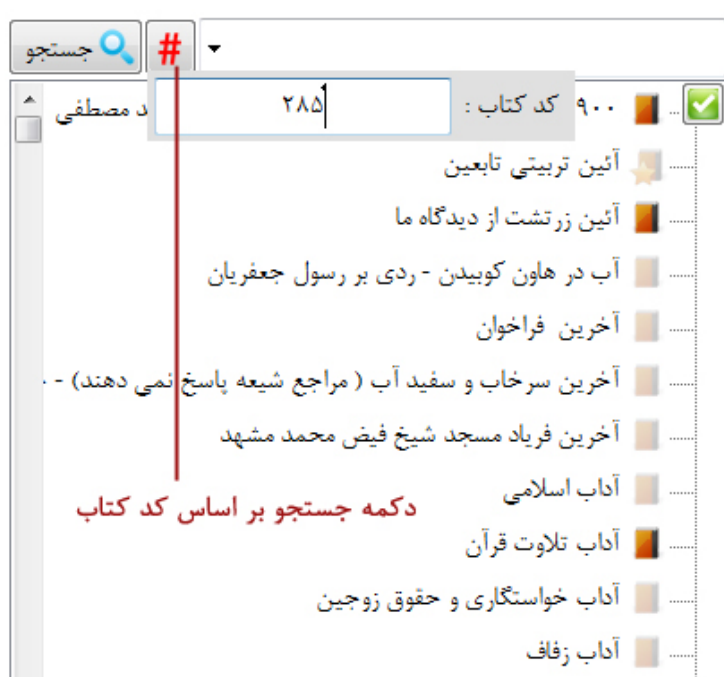 # جستجو
۹۰۰ کد کتاب : ۲۸۵ د مصطفی
آئین تربیتی تابعین
آئین زرتشت از دیدگاه ما
آب در هاون کوبیدن - ردی بر رسول جعفریان
آخرین فراخوان
آخرین سرخاب و سفید آب ( مراجع شیعه پاسخ نمی دهند) -
آخرین فریاد مسجد شیخ فیض محمد مشهد
آداب اسلامی
دکمه جستجو بر اساس کد کتاب
آداب تلاوت قرآن
آداب خواستگاری و حقوق زوجین
آداب زفاف